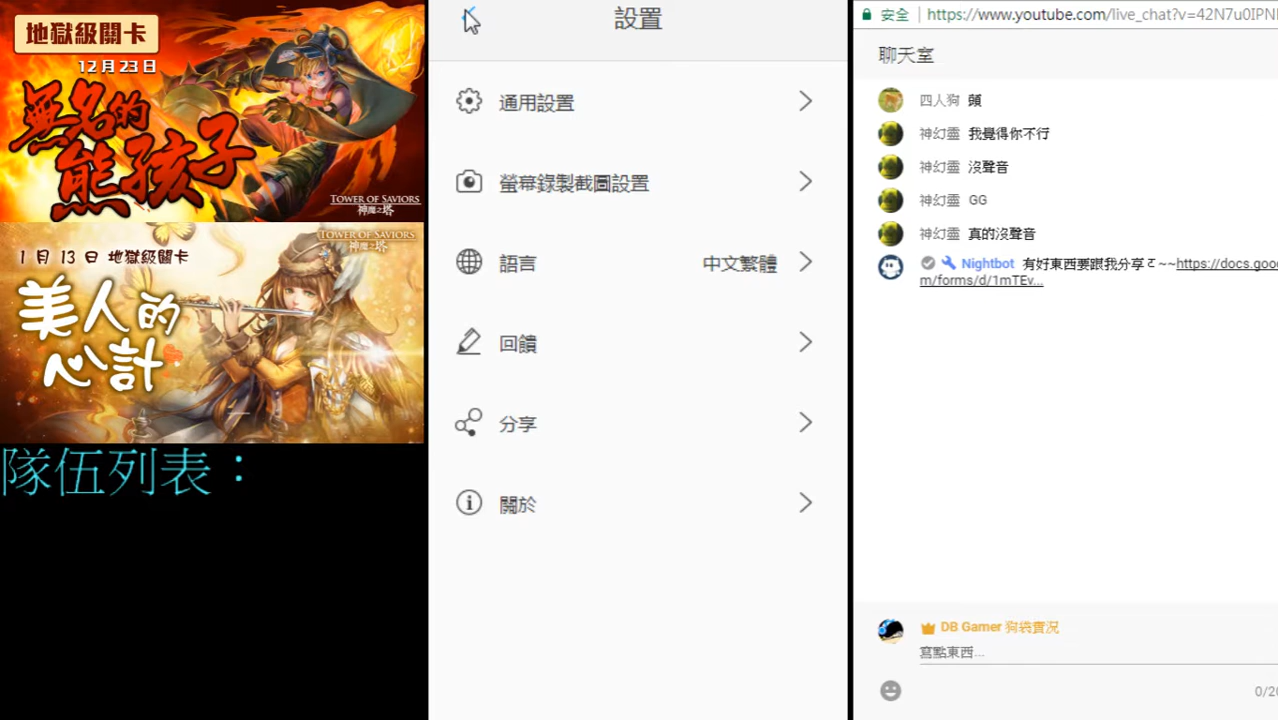 地獄級關卡
12月23日
無名的
熊孩子
TOWER OF SAVIORS
神魔之塔
TOWER OF SAVIORS
神魔之塔
1月13日 地獄級關卡
美人的
心計
隊伍列表：
設置
通用設置
螢幕錄製截圖設置
語言 中文繁體
回饋
分享
關於
安全 | https://www.youtube.com/live_chat?v=42N7u0IPN
聊天室
四人狗 頭
神幻靈 我覺得你不行
神幻靈 沒聲音
神幻靈 GG
神幻靈 真的沒聲音
Nightbot 有好東西要跟我分享ㄛ~~https://docs.goo
m/forms/d/1mTEv...
DB Gamer 狗袋實況
寫點東西...
0/20